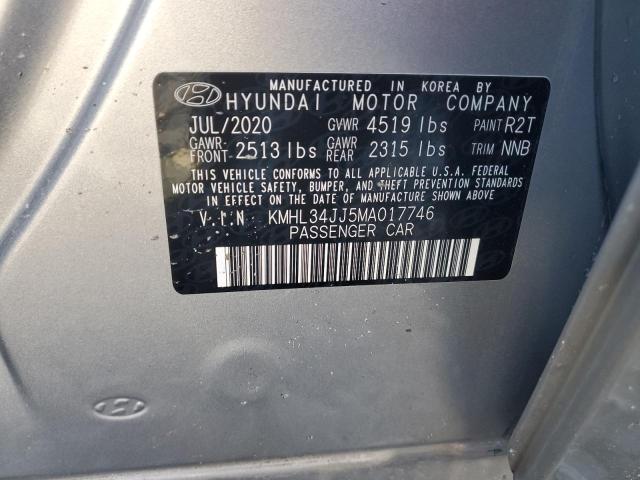 MANUFACTURED IN KOREA BY
HYUNDAI MOTOR COMPANY
JUL/2020 GVWR 4519 lbs PAINT R2T
GAWR: FRONT 2513 lbs GAWR REAR 2315 lbs TRIM NNB
THIS VEHICLE CONFORMS TO ALL APPLICABLE U.S.A. FEDERAL
MOTOR VEHICLE SAFETY, BUMPER, AND THEFT PREVENTION STANDARDS
IN EFFECT ON THE DATE OF MANUFACTURE SHOWN ABOVE
V I N KMHL34JJ5MA017746
PASSENGER CAR